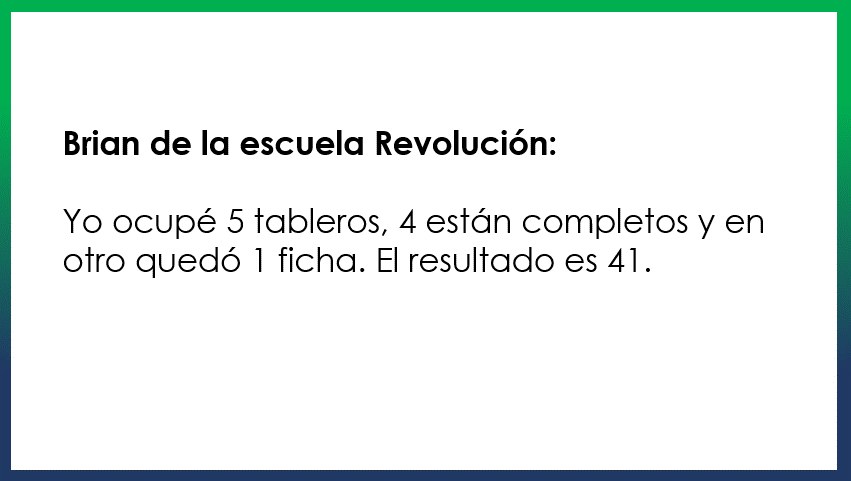 Brian de la escuela Revolución:
Yo ocupé 5 tableros, 4 están completos y en
otro quedó 1 ficha. El resultado es 41.